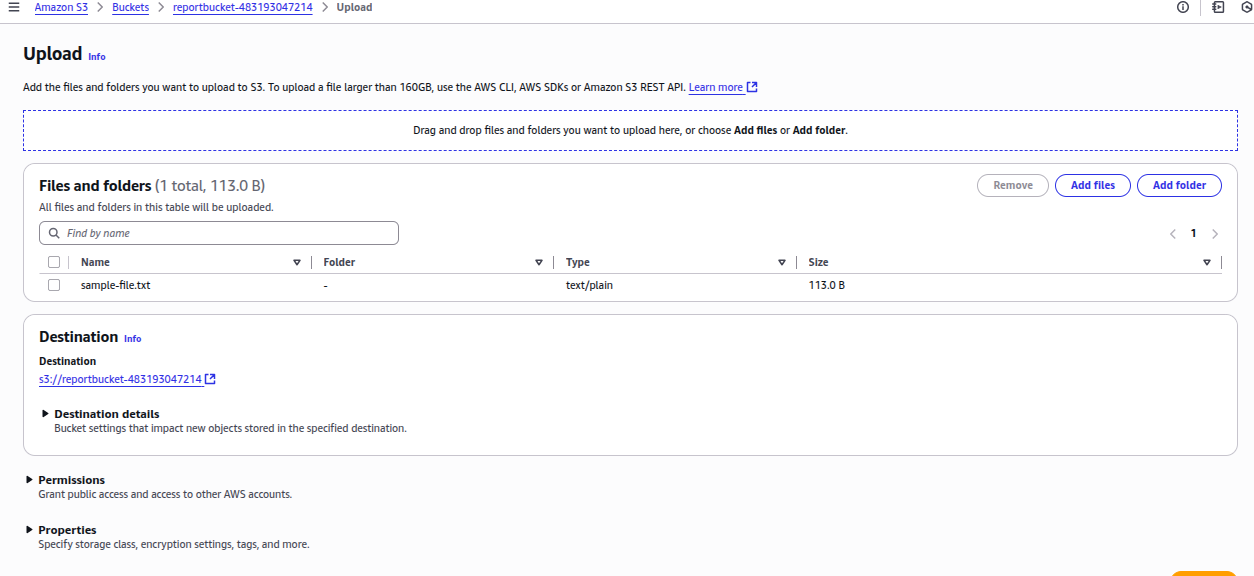 Amazon S3 > Buckets > reportbucket-483193047214 > Upload
Upload Info
Add the files and folders you want to upload to S3. To upload a file larger than 160GB, use the AWS CLI, AWS SDKs or Amazon S3 REST API. Learn more
Drag and drop files and folders you want to upload here, or choose Add files or Add folder.
Files and folders (1 total, 113.0 B)
Remove Add files Add folder
All files and folders in this table will be uploaded.
Find by name
< 1 >
Name Folder Type Size
sample-file.txt - text/plain 113.0 B
Destination Info
Destination
s3://reportbucket-483193047214
Destination details
Bucket settings that impact new objects stored in the specified destination.
Permissions
Grant public access and access to other AWS accounts.
Properties
Specify storage class, encryption settings, tags, and more.